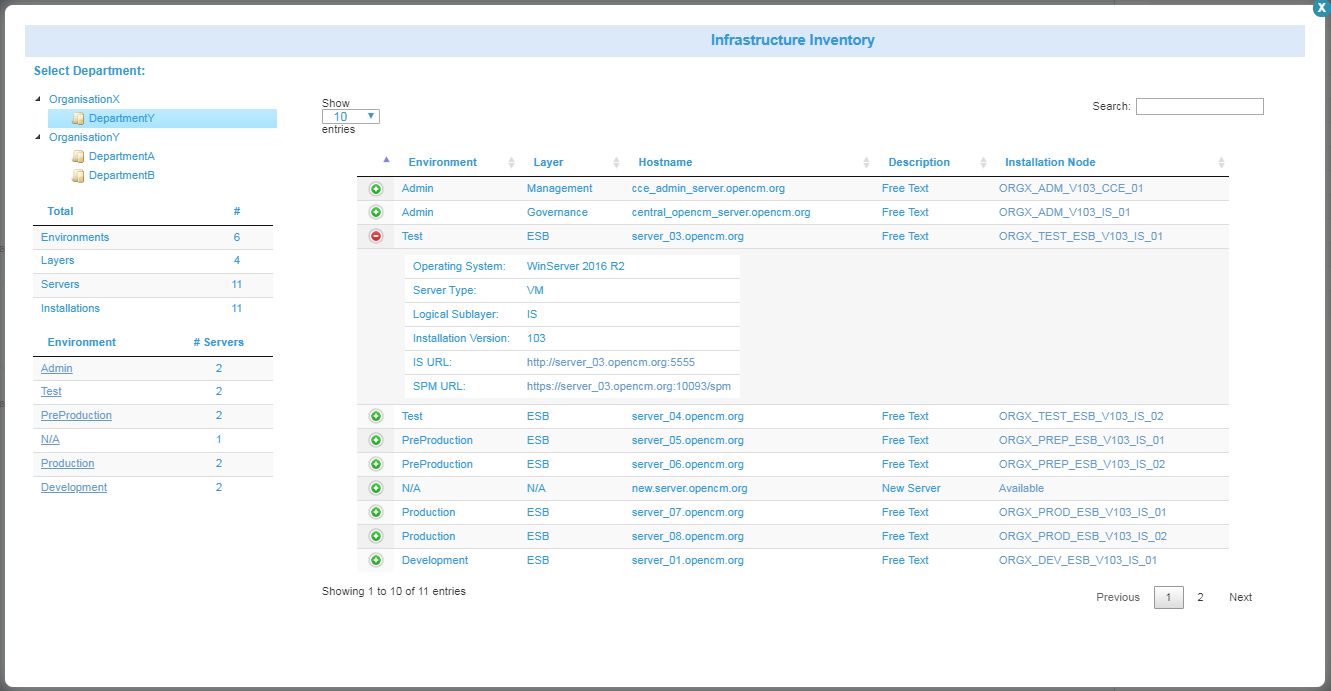 X
Infrastructure Inventory
Select Department:
OrganisationX
DepartmentY
OrganisationY
DepartmentA
DepartmentB
Total #
Environments 6
Layers 4
Servers 11
Installations 11
Environment # Servers
Admin 2
Test 2
PreProduction 2
N/A 1
Production 2
Development 2
Show
10
entries
Search:
Environment Layer Hostname Description Installation Node
Admin Management cce_admin_server.opencm.org Free Text ORGX_ADM_V103_CCE_01
Admin Governance central_opencm_server.opencm.org Free Text ORGX_ADM_V103_IS_01
Test ESB server_03.opencm.org Free Text ORGX_TEST_ESB_V103_IS_01
Operating System: WinServer 2016 R2
Server Type: VM
Logical Sublayer: IS
Installation Version: 103
IS URL: http://server_03.opencm.org:5555
SPM URL: https://server_03.opencm.org:10093/spm
Test ESB server_04.opencm.org Free Text ORGX_TEST_ESB_V103_IS_02
PreProduction ESB server_05.opencm.org Free Text ORGX_PREP_ESB_V103_IS_01
PreProduction ESB server_06.opencm.org Free Text ORGX_PREP_ESB_V103_IS_02
N/A N/A new.server.opencm.org New Server Available
Production ESB server_07.opencm.org Free Text ORGX_PROD_ESB_V103_IS_01
Production ESB server_08.opencm.org Free Text ORGX_PROD_ESB_V103_IS_02
Development ESB server_01.opencm.org Free Text ORGX_DEV_ESB_V103_IS_01
Showing 1 to 10 of 11 entries
Previous 1 2 Next